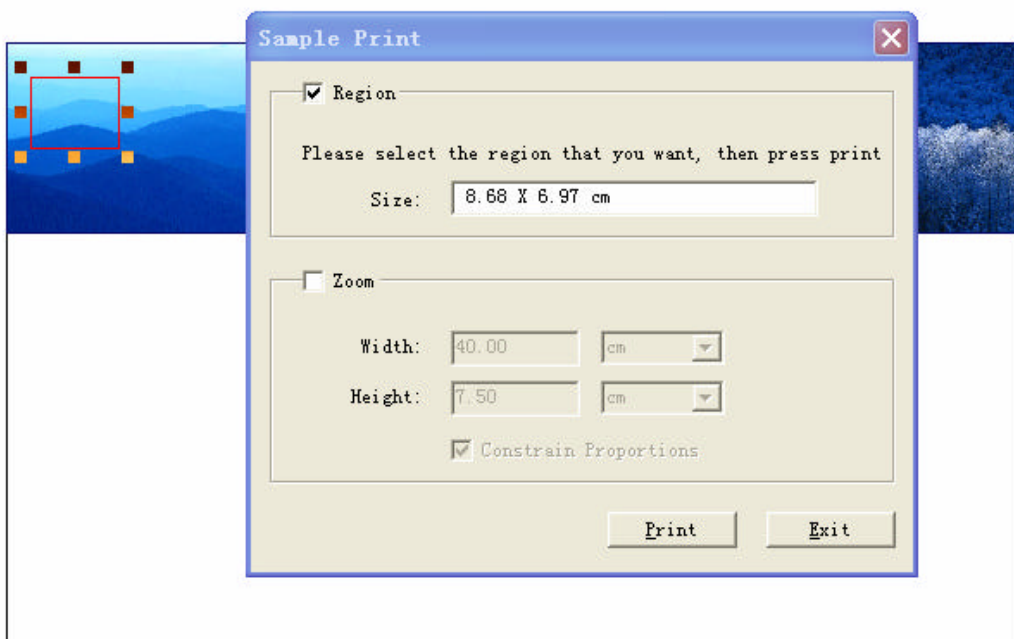 Sample Print
Region
Please select the region that you want, then press print
Size: 8.68 X 6.97 cm
Zoom
Width: 40.00 cm
Height: 7.50 cm
Constrain Proportions
Print Exit